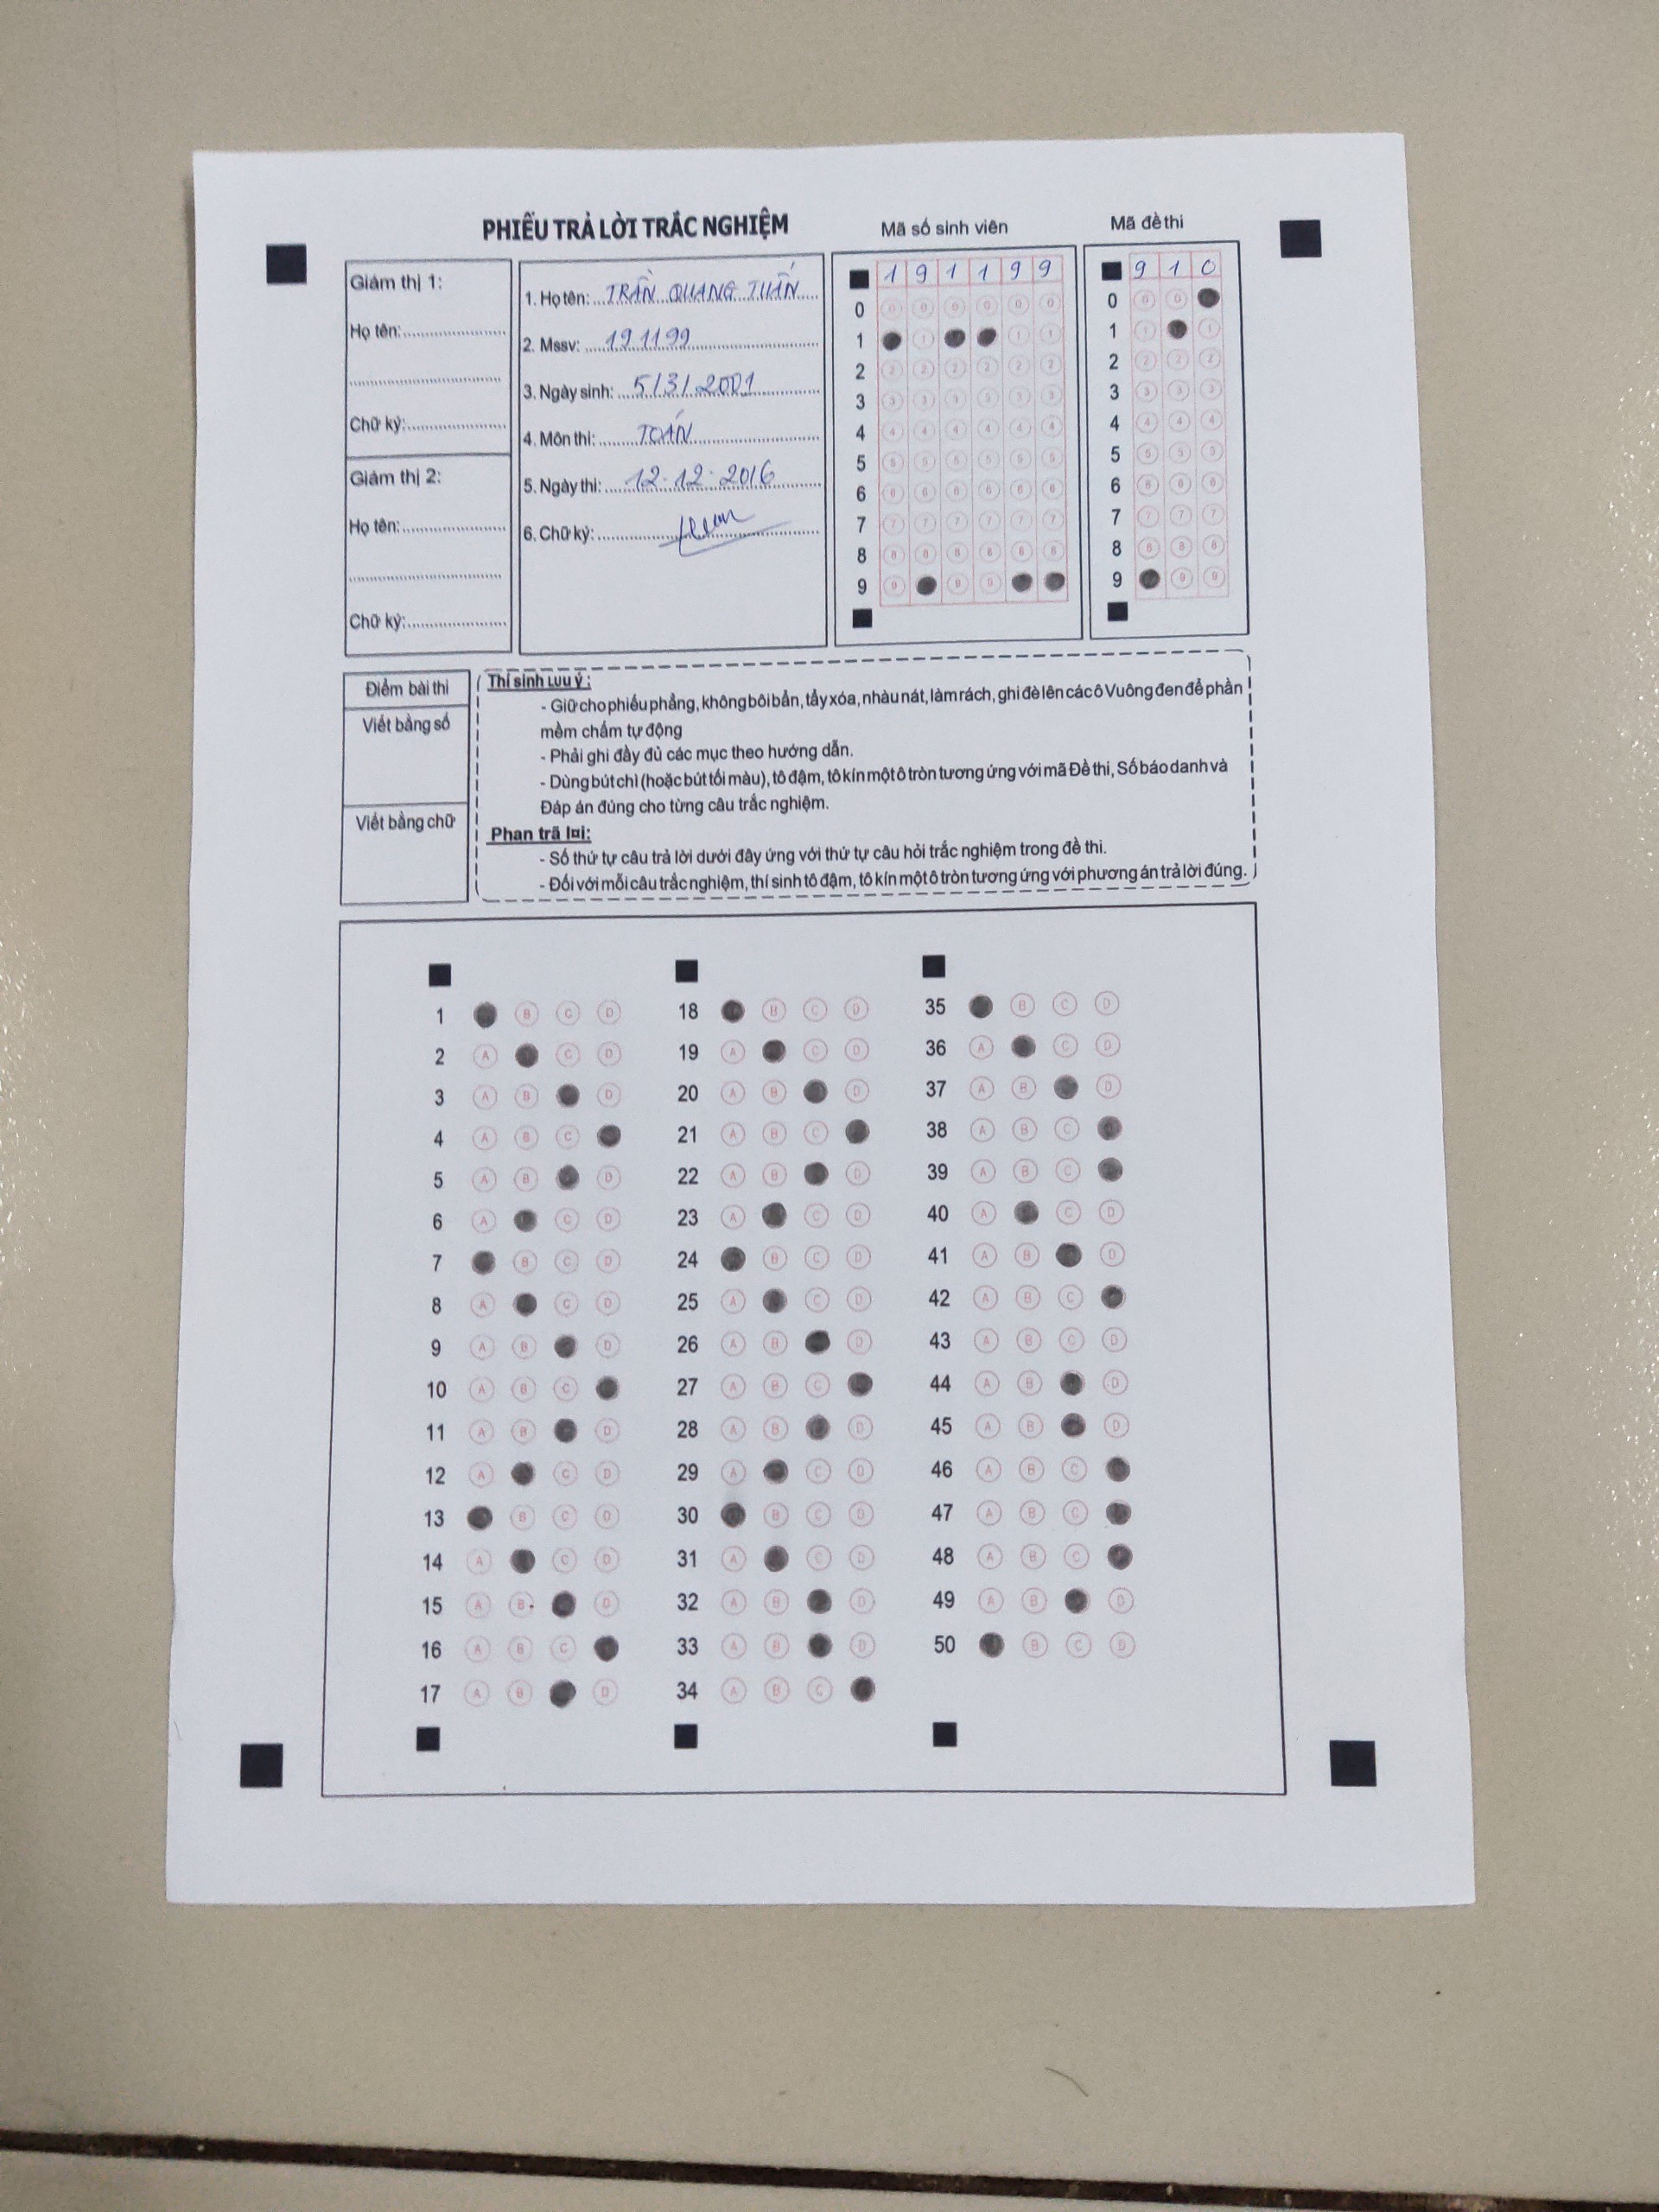 PHIẾU TRẢ LỜI TRẮC NGHIỆM
Mã số sinh viên
Mã đề thi
Giám thị 1:
Họ tên:
Chữ ký:
Giám thị 2:
Họ tên:
Chữ ký:
1. Họ tên: TRẦN QUANG TUẤN
2. Mssv: 191199
3. Ngày sinh: 5/3/2001
4. Môn thi: TOÁN
5. Ngày thi: 12.12.2016
6. Chữ ký:
1 9 1 1 9 9
0 0 0 0 0 0 0
1 1 1 1
2 2 2 2 2 2 2
3 3 3 3 3 3 3
4 4 4 4 4 4 4
5 5 5 5 5 5 5
6 6 6 6 6 6 6
7 7 7 7 7 7 7
8 8 8 8 8 8 8
9 9 9 9
9 1 0
0 0 0
1 1 1
2 2 2 2
3 3 3 3
4 4 4 4
5 5 5 5
6 6 6 6
7 7 7 7
8 8 8 8
9 9 9
Điểm bài thi
Viết bằng số
Viết bằng chữ
Thí sinh Lưu ý :
- Giữ cho phiếu phẳng, không bôi bẩn, tẩy xóa, nhàu nát, làm rách, ghi đè lên các ô Vuông đen để phần
mềm chấm tự động
- Phải ghi đầy đủ các mục theo hướng dẫn.
- Dùng bút chì (hoặc bút tối màu), tô đậm, tô kín một ô tròn tương ứng với mã Đề thi, Số báo danh và
Đáp án đúng cho từng câu trắc nghiệm.
Phan trã l¤i:
- Số thứ tự câu trả lời dưới đây ứng với thứ tự câu hỏi trắc nghiệm trong đề thi.
- Đối với mỗi câu trắc nghiệm, thí sinh tô đậm, tô kín một ô tròn tương ứng với phương án trả lời đúng.
1 B C D
2 A C D
3 A B D
4 A B C
5 A B D
6 A C D
7 B C D
8 A C D
9 A B D
10 A B C
11 A B D
12 A C D
13 B C D
14 A C D
15 A B D
16 A B C
17 A B D
18 B C D
19 A C D
20 A B D
21 A B C
22 A B D
23 A C D
24 B C D
25 A C D
26 A B D
27 A B C
28 A B D
29 A C D
30 B C D
31 A C D
32 A B D
33 A B D
34 A B C
35 B C D
36 A C D
37 A B D
38 A B C
39 A B C
40 A C D
41 A B D
42 A B C
43 A B C D
44 A B D
45 A B D
46 A B C
47 A B C
48 A B C
49 A B D
50 B C D